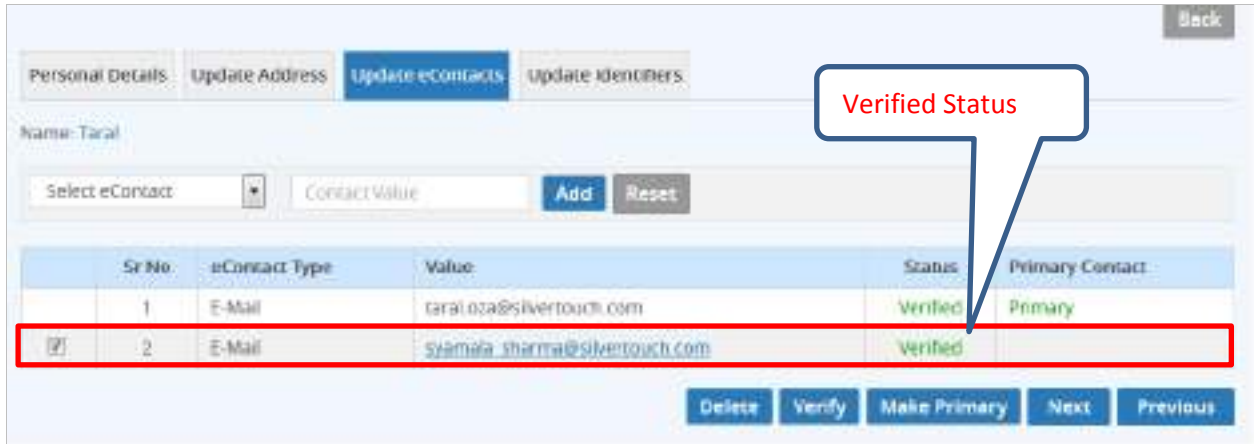 Back
Personal Details Update Address Update eContacts Update Identifiers
Verified Status
Name: Taral
Select eContact Contact Value Add Reset
Sr No eContact Type Value Status Primary Contact
1 E-Mail taral.oza@silvertouch.com Verified Primary
2 E-Mail syamala_sharma@silvertouch.com Verified
Delete Verify Make Primary Next Previous